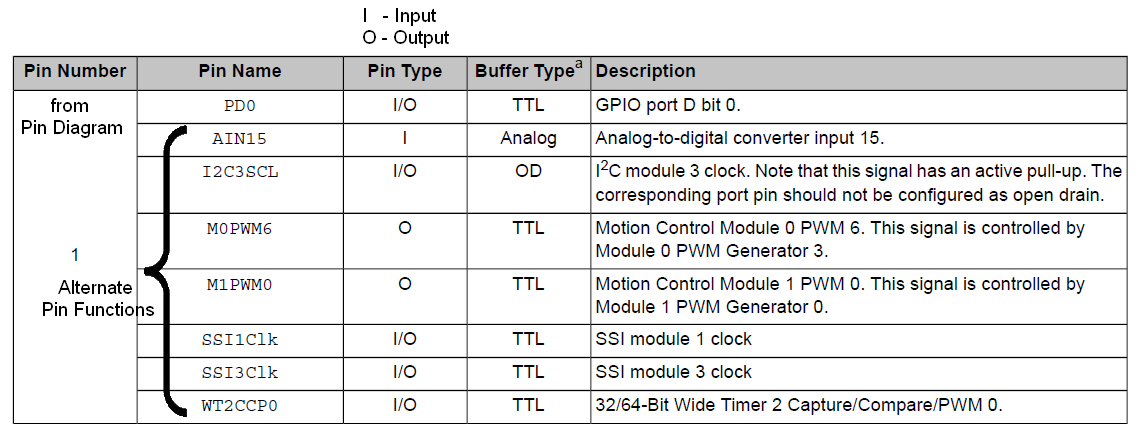 I - Input
O - Output
Pin Number Pin Name Pin Type Buffer Typeᵃ Description
from
Pin Diagram
PD0 I/O TTL GPIO port D bit 0.
AIN15 I Analog Analog-to-digital converter input 15.
I2C3SCL I/O OD I²C module 3 clock. Note that this signal has an active pull-up. The
corresponding port pin should not be configured as open drain.
M0PWM6 O TTL Motion Control Module 0 PWM 6. This signal is controlled by
Module 0 PWM Generator 3.
1
Alternate
Pin Functions
M1PWM0 O TTL Motion Control Module 1 PWM 0. This signal is controlled by
Module 1 PWM Generator 0.
SSI1Clk I/O TTL SSI module 1 clock
SSI3Clk I/O TTL SSI module 3 clock
WT2CCP0 I/O TTL 32/64-Bit Wide Timer 2 Capture/Compare/PWM 0.